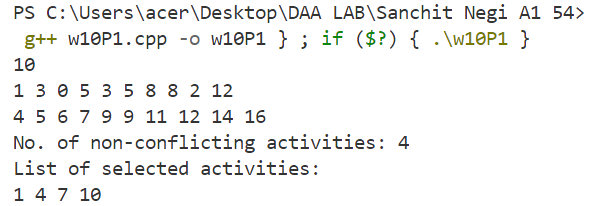 PS C:\Users\acer\Desktop\DAA LAB\Sanchit Negi A1 54>
g++ w10P1.cpp -o w10P1 } ; if ($?) { .\w10P1 }
10
1 3 0 5 3 5 8 8 2 12
4 5 6 7 9 9 11 12 14 16
No. of non-conflicting activities: 4
List of selected activities:
1 4 7 10